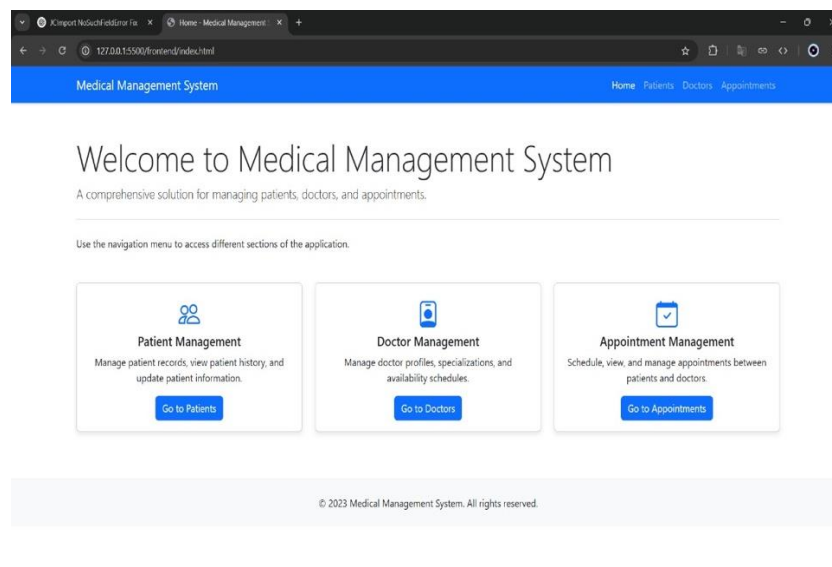 JCImport NoSuchFieldError Fix
Home - Medical Management
127.0.0.1:5500/frontend/index.html
Medical Management System
Home Patients Doctors Appointments
Welcome to Medical Management System
A comprehensive solution for managing patients, doctors, and appointments.
Use the navigation menu to access different sections of the application.
Patient Management
Manage patient records, view patient history, and
update patient information.
Go to Patients
Doctor Management
Manage doctor profiles, specializations, and
availability schedules.
Go to Doctors
Appointment Management
Schedule, view, and manage appointments between
patients and doctors.
Go to Appointments
© 2023 Medical Management System. All rights reserved.